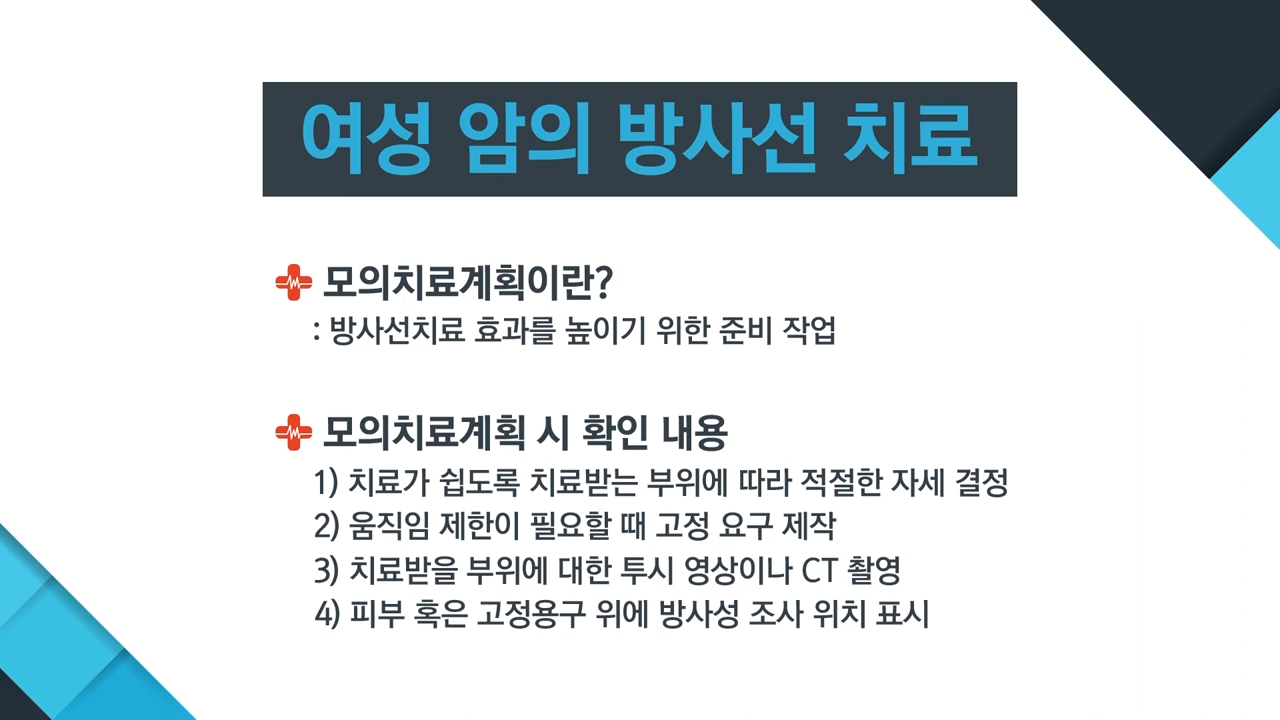 여성 암의 방사선 치료
모의치료계획이란?
: 방사선치료 효과를 높이기 위한 준비 작업
모의치료계획 시 확인 내용
1) 치료가 쉽도록 치료받는 부위에 따라 적절한 자세 결정
2) 움직임 제한이 필요할 때 고정 요구 제작
3) 치료받을 부위에 대한 투시 영상이나 CT 촬영
4) 피부 혹은 고정용구 위에 방사성 조사 위치 표시